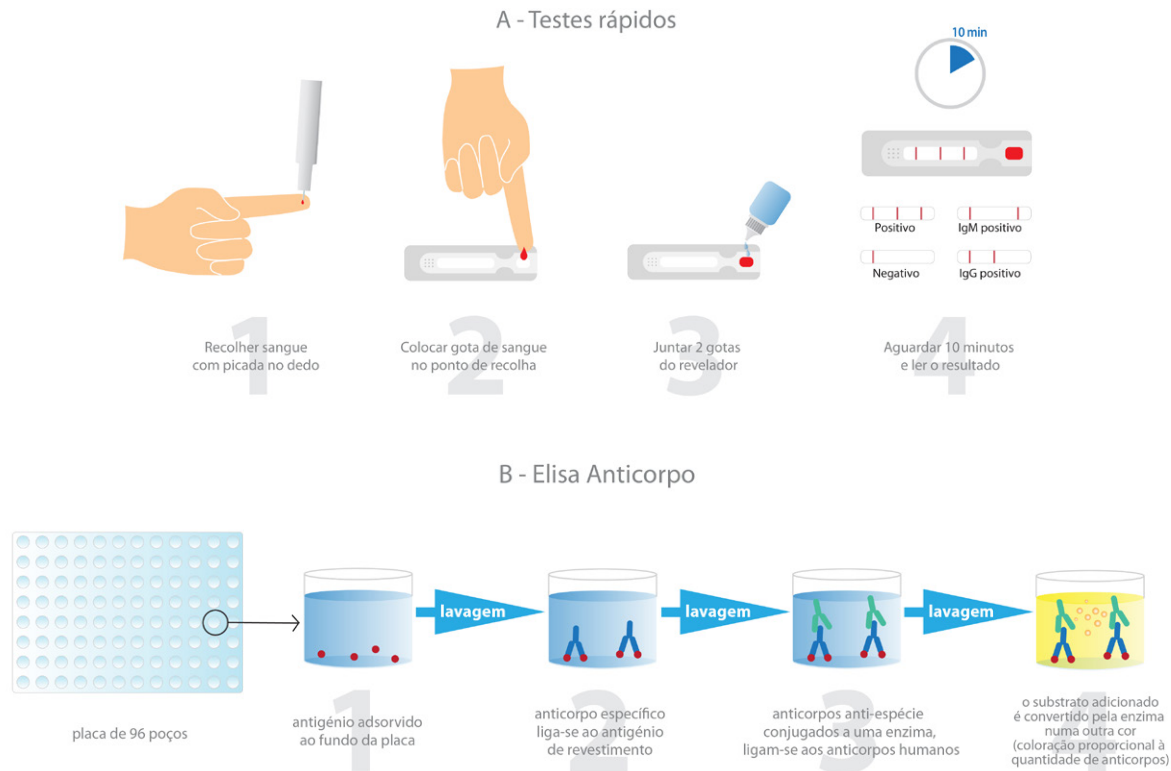 A - Testes rápidos
10 min
Positivo
IgM positivo
Negativo
IgG positivo
1
Recolher sangue
com picada no dedo
2
Colocar gota de sangue
no ponto de recolha
3
Juntar 2 gotas
do revelador
4
Aguardar 10 minutos
e ler o resultado
B - Elisa Anticorpo
lavagem
lavagem
lavagem
placa de 96 poços
1
antigénio adsorvido
ao fundo da placa
2
anticorpo específico
liga-se ao antigénio
de revestimento
3
anticorpos anti-espécie
conjugados a uma enzima,
ligam-se aos anticorpos humanos
4
o substrato adicionado
é convertido pela enzima
numa outra cor
(coloração proporcional à
quantidade de anticorpos)